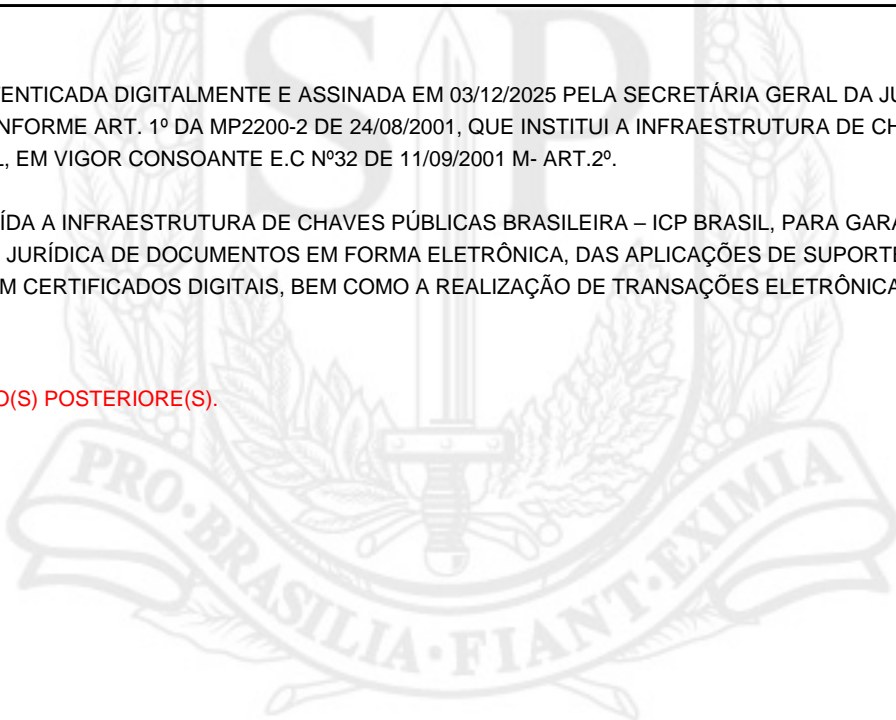 ENTICADA DIGITALMENTE E ASSINADA EM 03/12/2025 PELA SECRETÁRIA GERAL DA JU
NFORME ART. 1º DA MP2200-2 DE 24/08/2001, QUE INSTITUI A INFRAESTRUTURA DE CH
L, EM VIGOR CONSOANTE E.C Nº32 DE 11/09/2001 M- ART.2º.
ÍDA A INFRAESTRUTURA DE CHAVES PÚBLICAS BRASILEIRA – ICP BRASIL, PARA GARA
JURÍDICA DE DOCUMENTOS EM FORMA ELETRÔNICA, DAS APLICAÇÕES DE SUPORTE
M CERTIFICADOS DIGITAIS, BEM COMO A REALIZAÇÃO DE TRANSAÇÕES ELETRÔNICA
O(S) POSTERIORE(S).
SP
PRO·BRASILIA·FIANT·EXIMIA